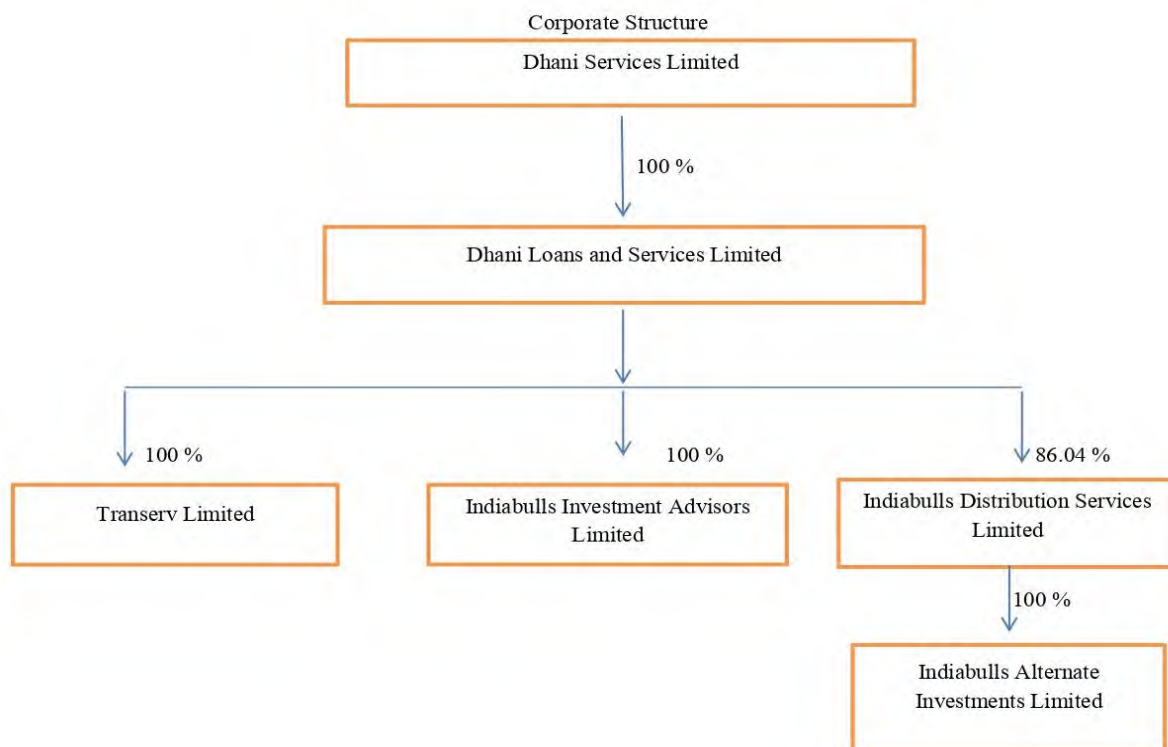 Corporate Structure
Dhani Services Limited
100 %
Dhani Loans and Services Limited
100 %
100 %
86.04 %
Transerv Limited
Indiabulls Investment Advisors
Limited
Indiabulls Distribution Services
Limited
100 %
Indiabulls Alternate
Investments Limited